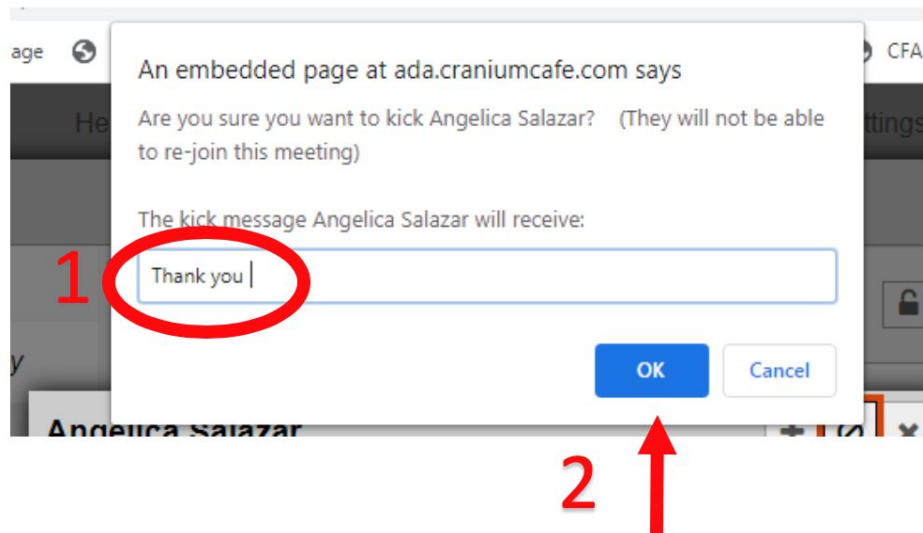 age CFA
An embedded page at ada.craniumcafe.com says
He ttings
Are you sure you want to kick Angelica Salazar? (They will not be able
to re-join this meeting)
The kick message Angelica Salazar will receive:
1
Thank you
y
OK Cancel
Angelica Salazar
2